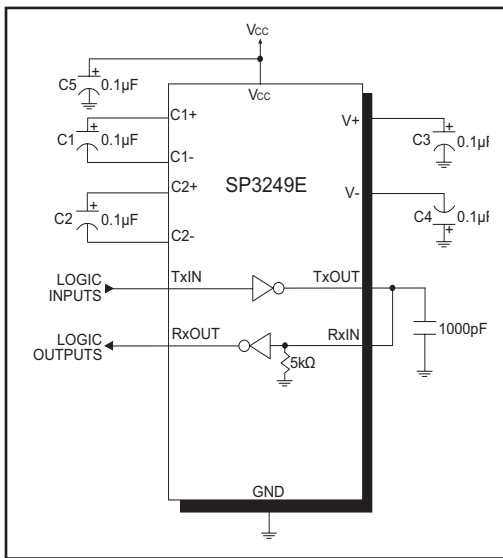 VCC
C5
+
0.1µF
VCC
C1
+
0.1µF
C1+
C1-
C2
+
0.1µF
C2+
C2-
SP3249E
V+
C3
+
0.1µF
V-
C4
+
0.1µF
LOGIC
INPUTS
TxIN
TxOUT
LOGIC
OUTPUTS
RxOUT
RxIN
5kΩ
1000pF
GND